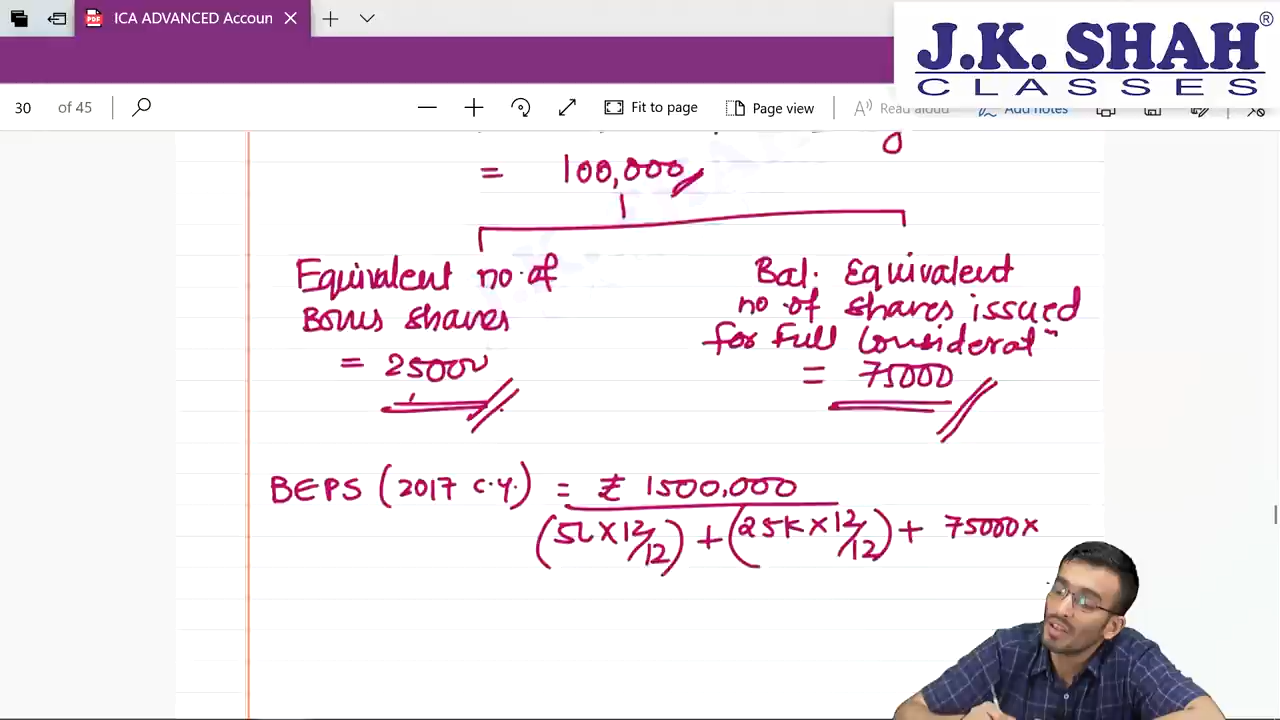 ICA ADVANCED Accoun
J.K. SHAH®
CLASSES
30 of 45
Fit to page
Page view
Read aloud
Add notes
= 100,000
Equivalent no. of
Bonus shares
= 25000
Bal. Equivalent
no. of shares issued
for Full Considerat"
= 75000
BEPS (2017 C.Y.) = ₹ 1500,000
(5L×12/12) + (25K×12/12) + 75000×